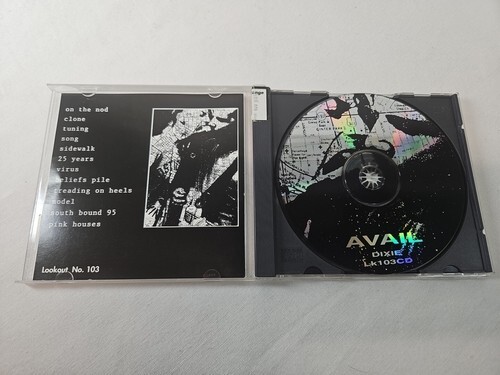 on the nod
clone
tuning
song
sidewalk
25 years
virus
beliefs pile
treading on heels
model
south bound 95
pink houses
Lookout, No. 103
AVAIL
DIXIE
LK103CD